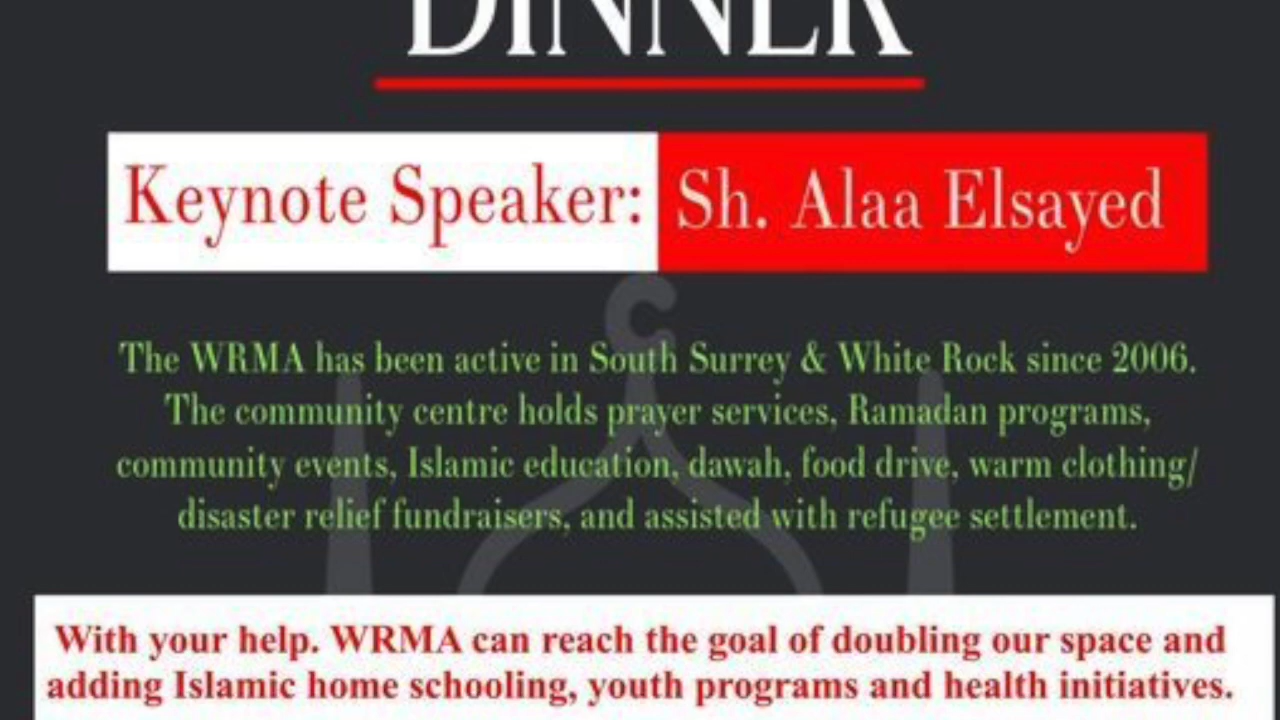 DINNER
Keynote Speaker: Sh. Alaa Elsayed
The WRMA has been active in South Surrey & White Rock since 2006.
The community centre holds prayer services, Ramadan programs,
community events, Islamic education, dawah, food drive, warm clothing/
disaster relief fundraisers, and assisted with refugee settlement.
With your help. WRMA can reach the goal of doubling our space and
adding Islamic home schooling, youth programs and health initiatives.